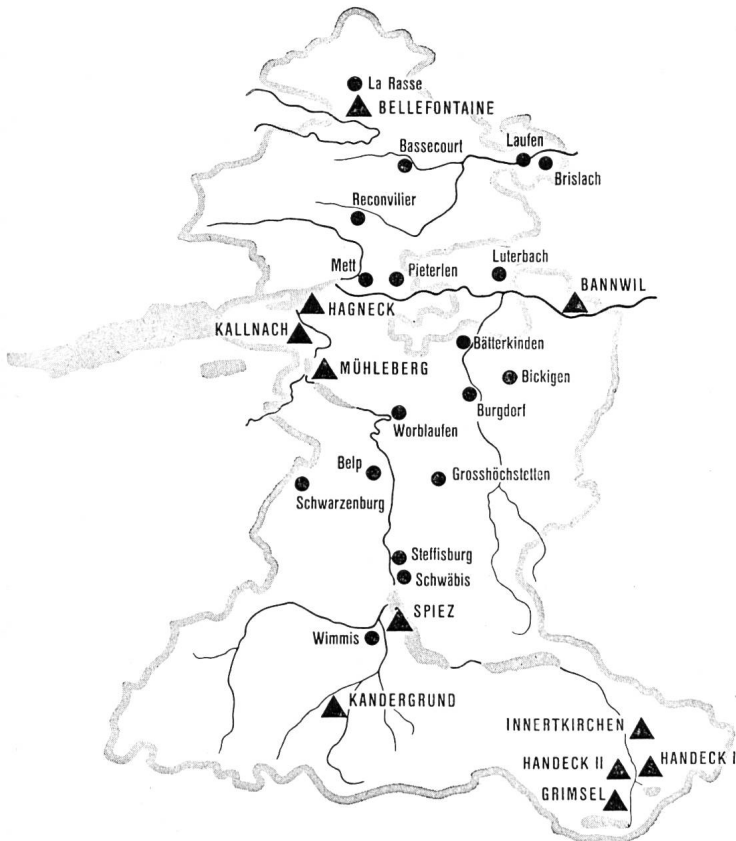 La Rasse
BELLEFONTAINE
Bassecourt
Laufen
Brislach
Reconvilier
Mett
Pieterlen
Luterbach
BANNWIL
HAGNECK
KALLNACH
MÜHLEBERG
Bätterkinden
Bickigen
Burgdorf
Worblaufen
Belp
Grosshöchstetten
Schwarzenburg
Steffisburg
Schwäbis
SPIEZ
Wimmis
KANDERGRUND
INNERTKIRCHEN
HANDECK II
HANDECK I
GRIMSEL